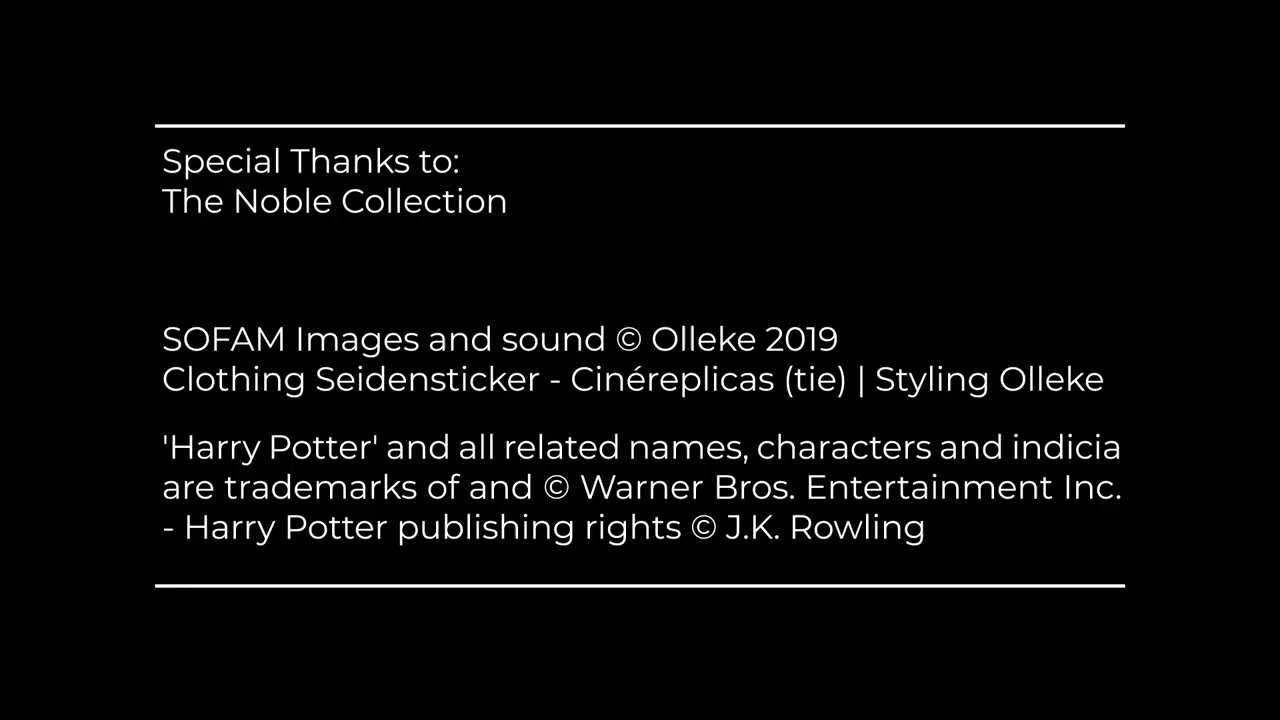 Special Thanks to:
The Noble Collection
SOFAM Images and sound © Olleke 2019
Clothing Seidensticker - Cinéreplicas (tie) | Styling Olleke
'Harry Potter' and all related names, characters and indicia
are trademarks of and © Warner Bros. Entertainment Inc.
- Harry Potter publishing rights © J.K. Rowling